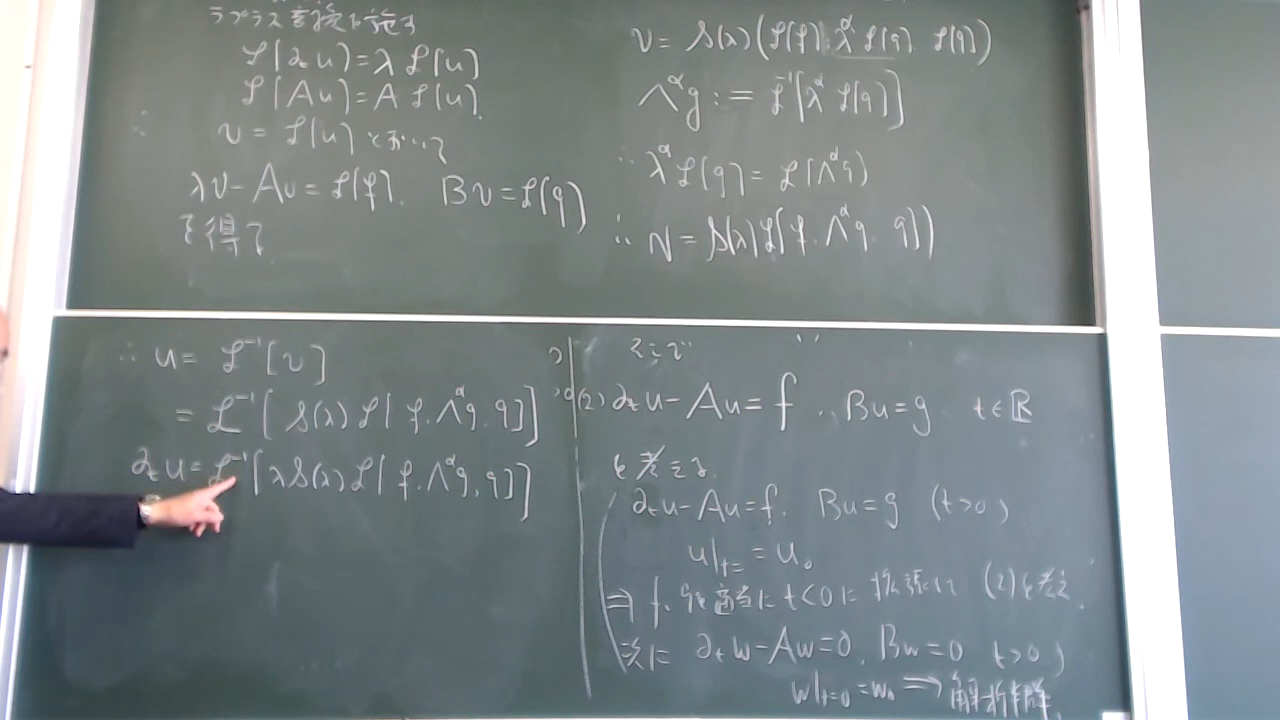 ラプラス変換を施す
ℒ[∂ₜu] = λℒ[u]
ℒ[Au] = Aℒ[u].
∴ v = ℒ[u] とおいて
λv - Av = ℒ[f]. Bv = ℒ[g]
を得て
v = S(λ)(ℒ[f] λ^α ℒ[g] ℒ[g])
Λ^α g := ℒ⁻¹[λ^α ℒ[g]]
∴ λ^α ℒ[g] = ℒ[Λ^α g]
∴ v = S(λ)ℒ[f. Λ^α g. g])
∴ u = ℒ⁻¹[v]
= ℒ⁻¹[S(λ)ℒ[f. Λ^α g. g]]
∂ₜu = ℒ⁻¹[λS(λ)ℒ[f. Λ^α g. g]]
そこで
(2) ∂ₜu - Au = f. Bu = g t∈ℝ
を考える.
∂ₜu - Au = f. Bu = g (t>0)
u|t= = u₀
⇒ f. gを適当に t<0に拡張して (2)を考え.
次に ∂ₜw - Aw = 0. Bw = 0 t>0)
w|t=0 = w₀ ⇒ 解析半群.